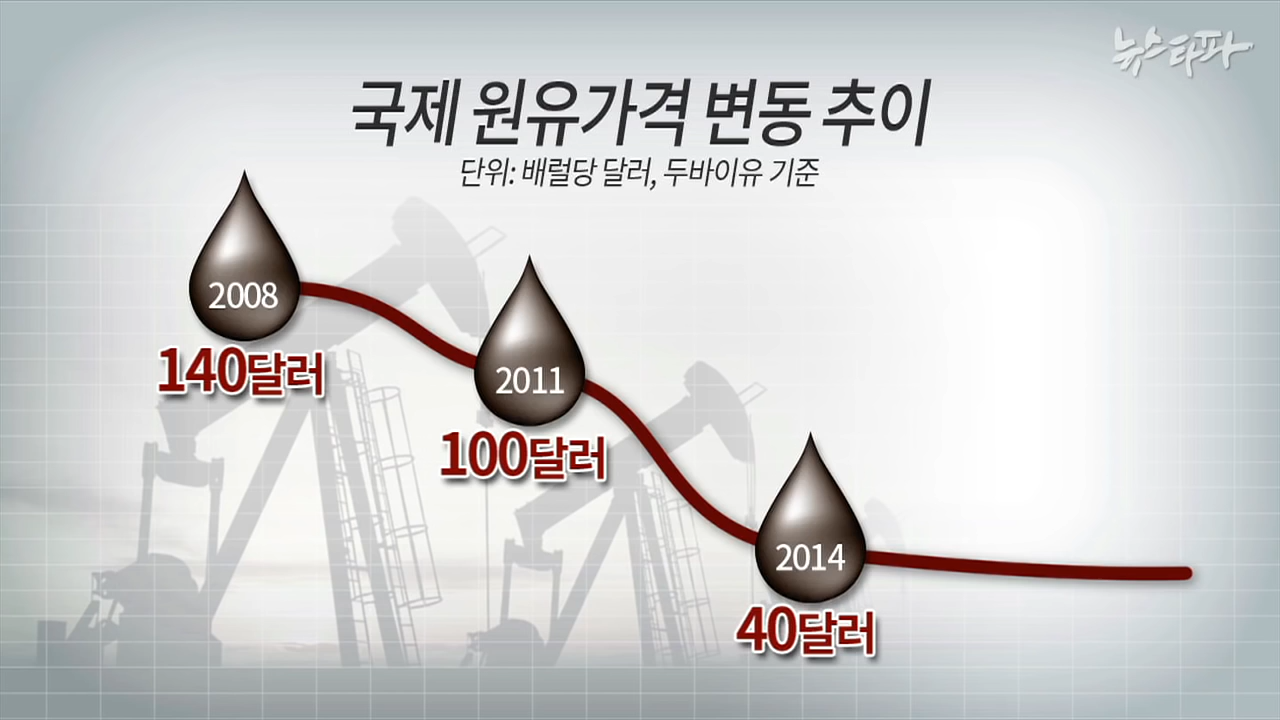 뉴스타파
국제 원유가격 변동 추이
단위: 배럴당 달러, 두바이유 기준
2008
140달러
2011
100달러
2014
40달러